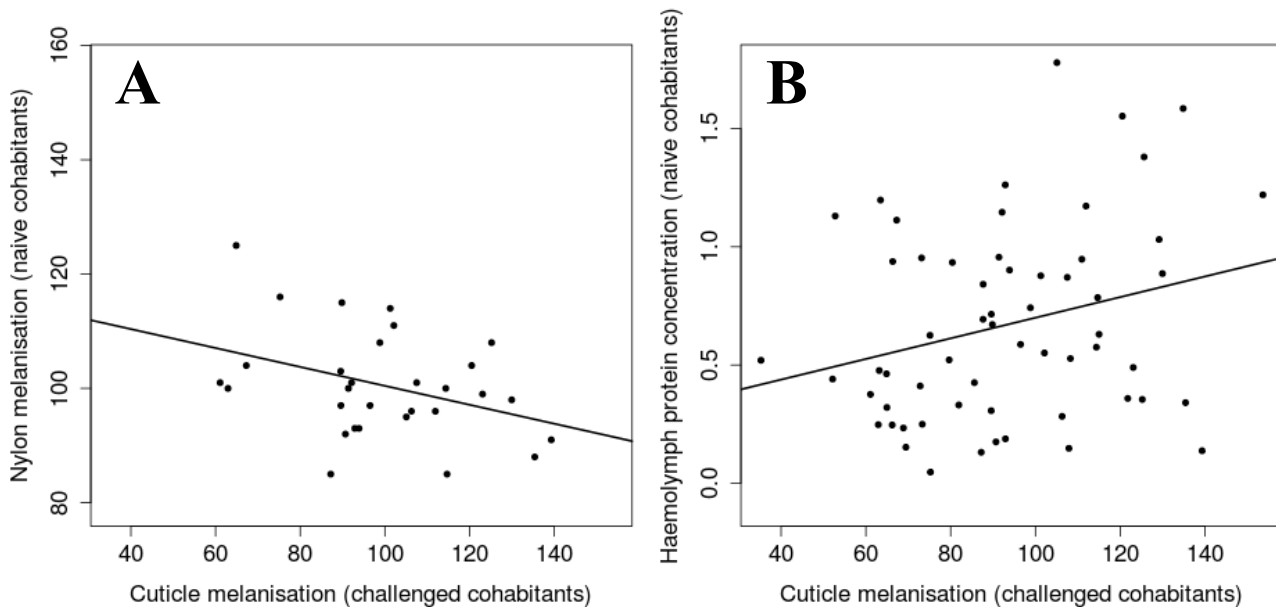 A
Nylon melanisation (naive cohabitants)
160
140
120
100
80
40 60 80 100 120 140
Cuticle melanisation (challenged cohabitants)
B
Haemolymph protein concentration (naive cohabitants)
1.5
1.0
0.5
0.0
40 60 80 100 120 140
Cuticle melanisation (challenged cohabitants)